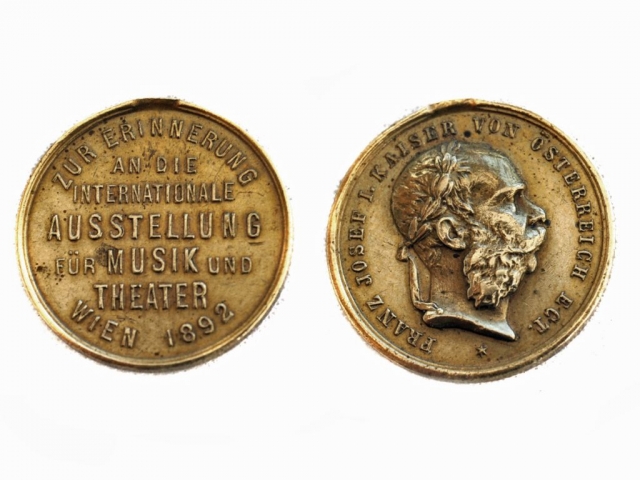 ZUR ERINNERUNG
AN DIE
INTERNATIONALE
AUSSTELLUNG
FÜR MUSIK UND
THEATER
WIEN 1892
FRANZ JOSEF I. KAISER VON ÖSTERREICH ECT.